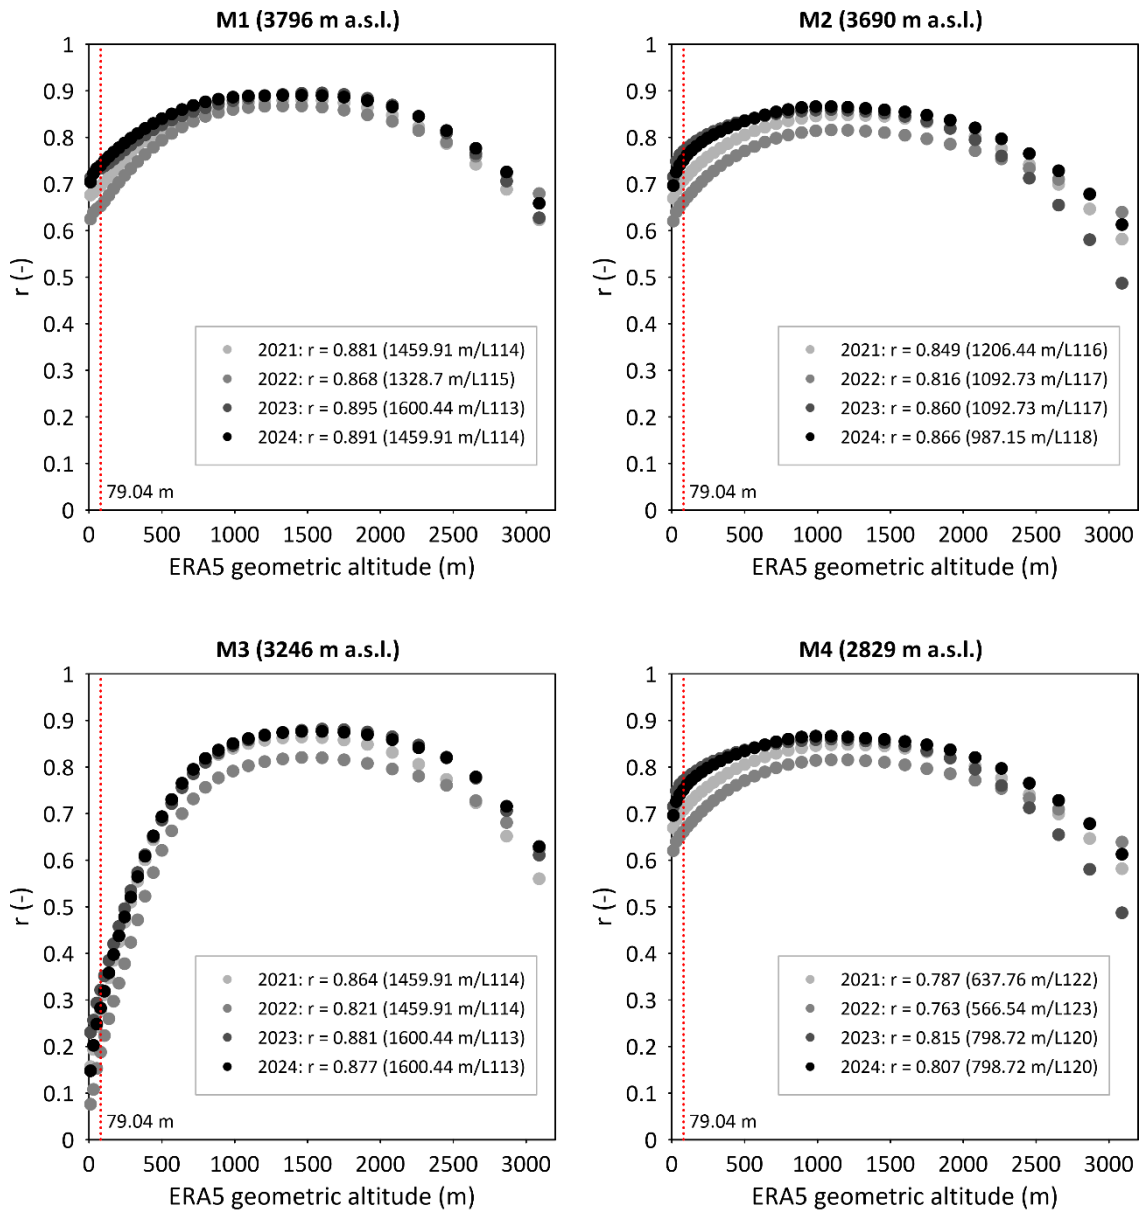 M1 (3796 m a.s.l.)
1
0.9
0.8
0.7
0.6
0.5
0.4
0.3
0.2
0.1
0
r (-)
2021: r = 0.881 (1459.91 m/L114)
2022: r = 0.868 (1328.7 m/L115)
2023: r = 0.895 (1600.44 m/L113)
2024: r = 0.891 (1459.91 m/L114)
79.04 m
0 500 1000 1500 2000 2500 3000
ERA5 geometric altitude (m)
M2 (3690 m a.s.l.)
1
0.9
0.8
0.7
0.6
0.5
0.4
0.3
0.2
0.1
0
r (-)
2021: r = 0.849 (1206.44 m/L116)
2022: r = 0.816 (1092.73 m/L117)
2023: r = 0.860 (1092.73 m/L117)
2024: r = 0.866 (987.15 m/L118)
79.04 m
0 500 1000 1500 2000 2500 3000
ERA5 geometric altitude (m)
M3 (3246 m a.s.l.)
1
0.9
0.8
0.7
0.6
0.5
0.4
0.3
0.2
0.1
0
r (-)
2021: r = 0.864 (1459.91 m/L114)
2022: r = 0.821 (1459.91 m/L114)
2023: r = 0.881 (1600.44 m/L113)
2024: r = 0.877 (1600.44 m/L113)
79.04 m
0 500 1000 1500 2000 2500 3000
ERA5 geometric altitude (m)
M4 (2829 m a.s.l.)
1
0.9
0.8
0.7
0.6
0.5
0.4
0.3
0.2
0.1
0
r (-)
2021: r = 0.787 (637.76 m/L122)
2022: r = 0.763 (566.54 m/L123)
2023: r = 0.815 (798.72 m/L120)
2024: r = 0.807 (798.72 m/L120)
79.04 m
0 500 1000 1500 2000 2500 3000
ERA5 geometric altitude (m)